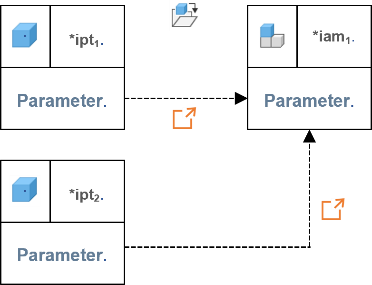 *ipt₁.
*iam₁.
Parameter.
Parameter.
*ipt₂.
Parameter.